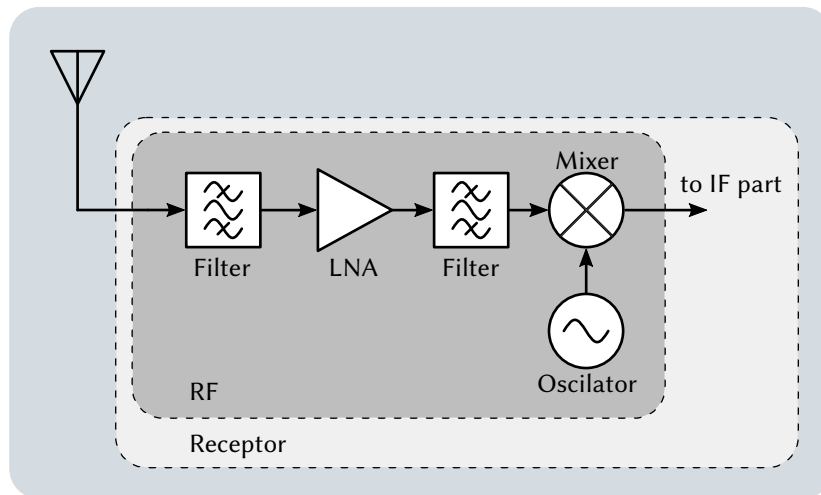 Mixer
to IF part
Filter
LNA
Filter
Oscilator
RF
Receptor